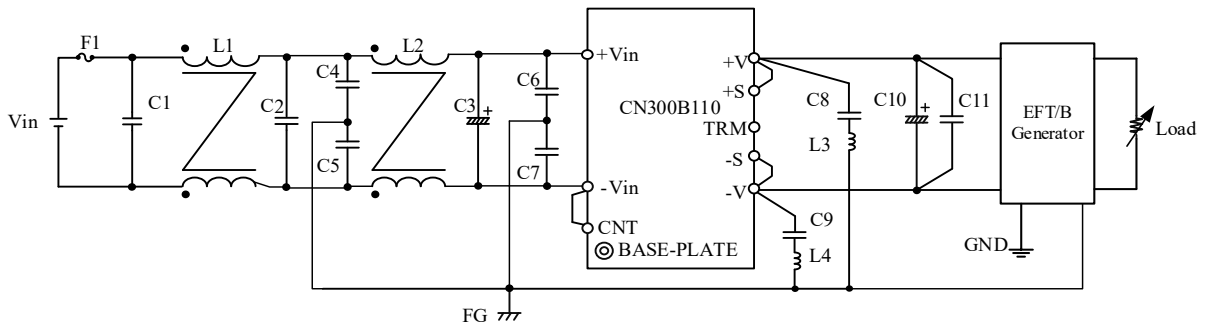 F1
L1
L2
C1
C2
C4
C5
C3
+
C6
C7
Vin
+Vin
-Vin
CNT
CN300B110
BASE-PLATE
+V
+S
TRM
-S
-V
C8
L3
C9
L4
C10
+
C11
EFT/B
Generator
Load
GND
FG